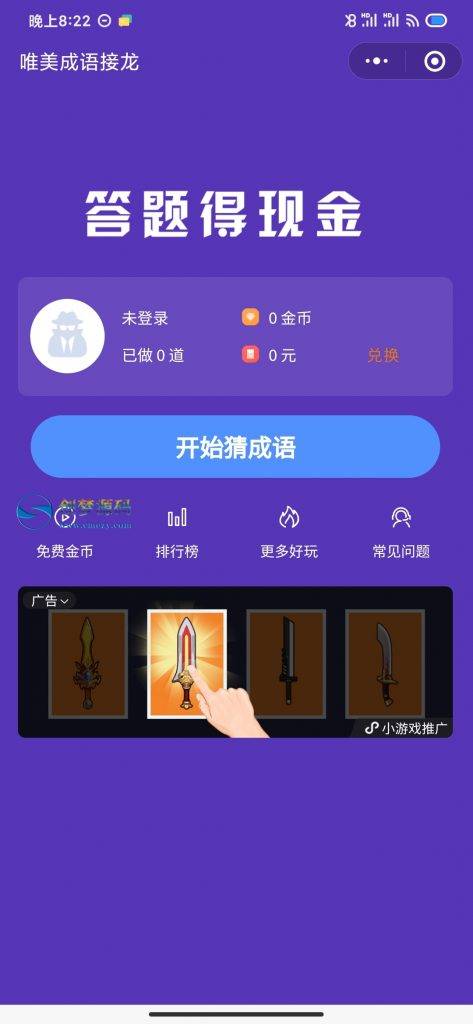 晚上8:22
HD HD
唯美成语接龙
答题得现金
未登录
0 金币
已做 0 道
0 元
兑换
开始猜成语
创梦源码
www.cmezy.com
免费金币
排行榜
更多好玩
常见问题
广告
小游戏推广